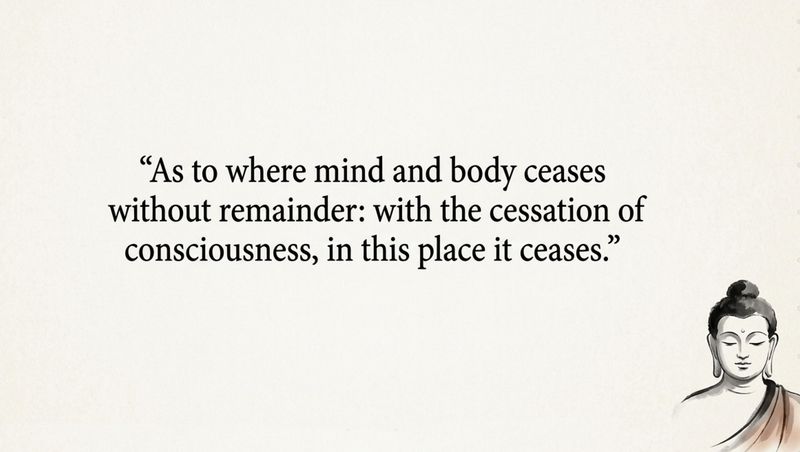 “As to where mind and body ceases
without remainder: with the cessation of
consciousness, in this place it ceases.”